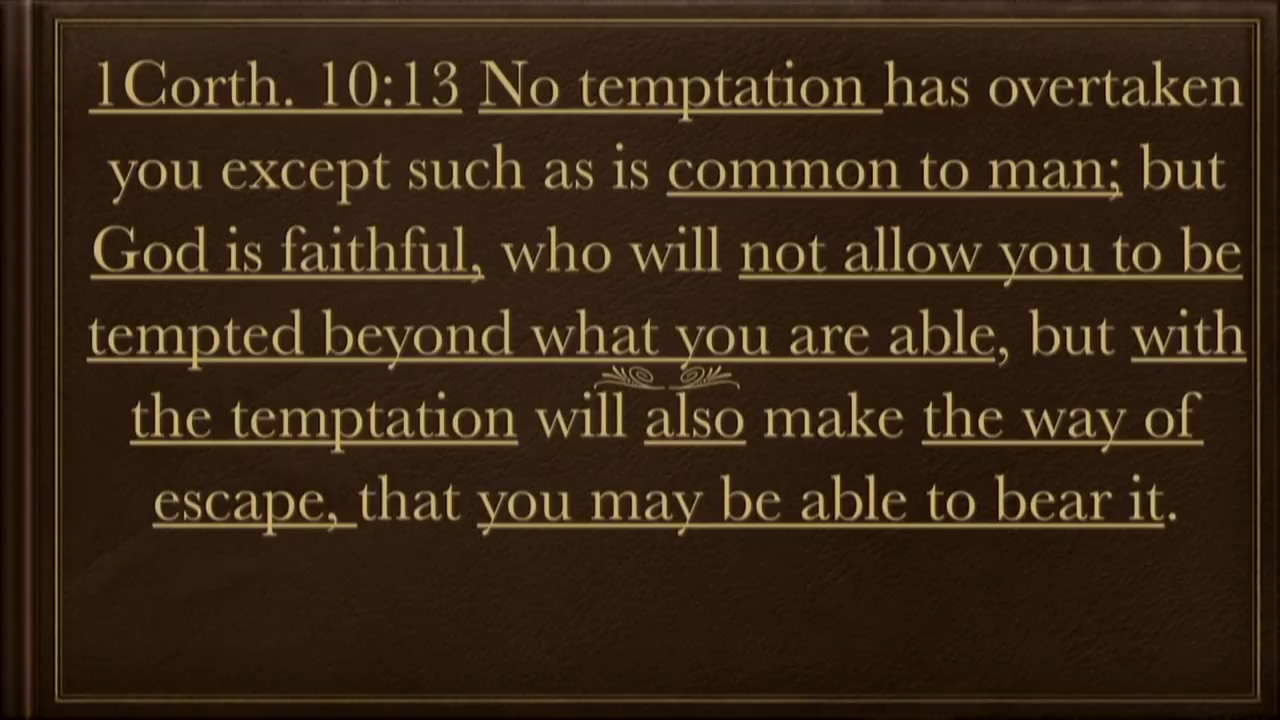 1Corth. 10:13 No temptation has overtaken
you except such as is common to man; but
God is faithful, who will not allow you to be
tempted beyond what you are able, but with
the temptation will also make the way of
escape, that you may be able to bear it.